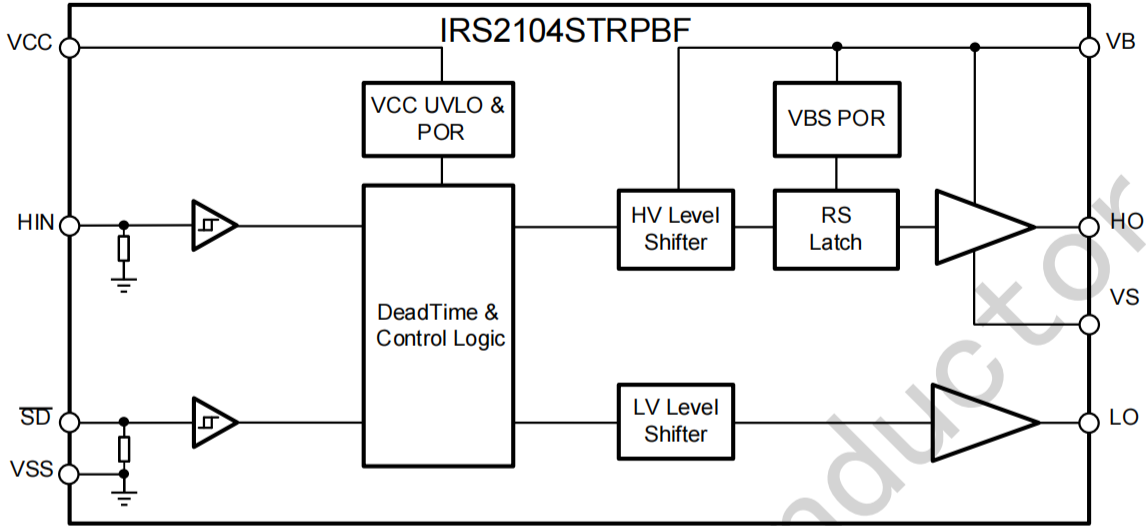 IRS2104STRPBF
VCC
VB
VCC UVLO &
POR
VBS POR
HIN
HV Level
Shifter
RS
Latch
HO
VS
DeadTime &
Control Logic
SD
LV Level
Shifter
LO
VSS
nductor